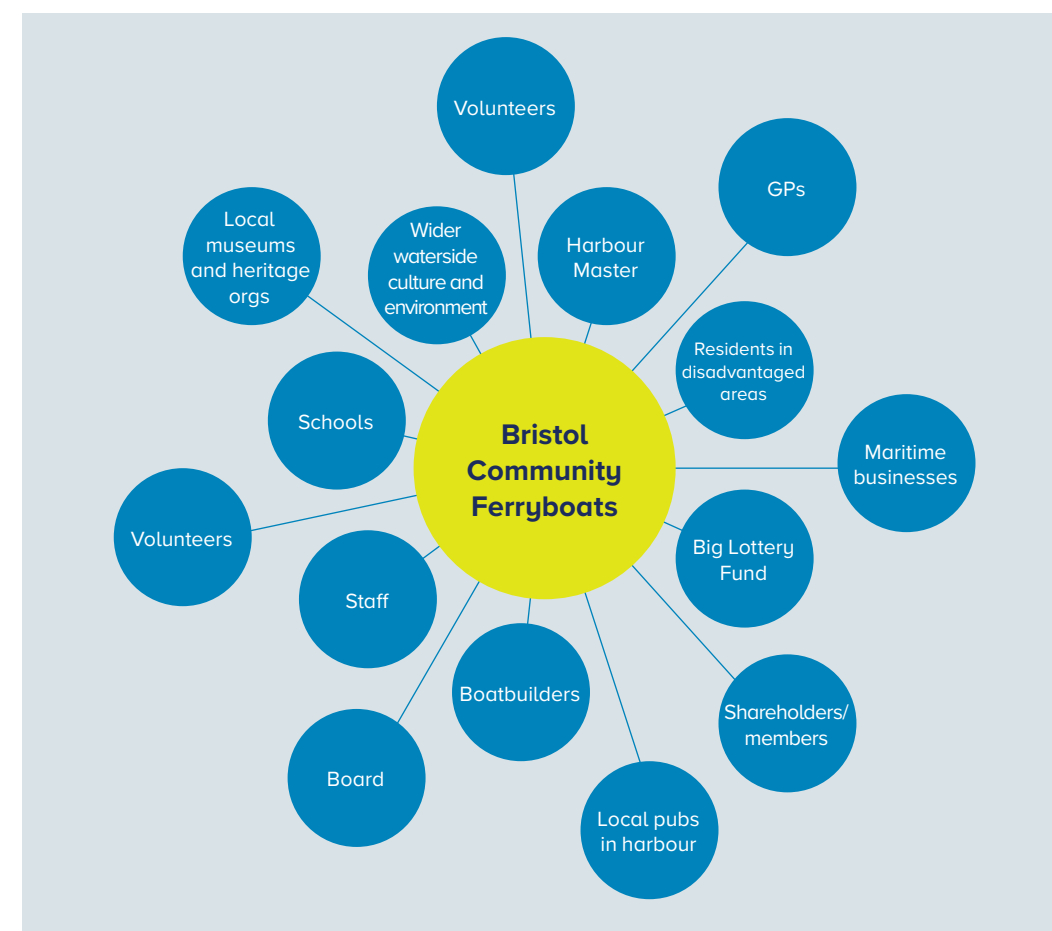 Volunteers
GPs
Local
museums
and heritage
orgs
Wider
waterside
culture and
environment
Harbour
Master
Residents in
disadvantaged
areas
Schools
Bristol
Community
Ferryboats
Maritime
businesses
Volunteers
Big Lottery
Fund
Staff
Boatbuilders
Shareholders/
members
Board
Local pubs
in harbour